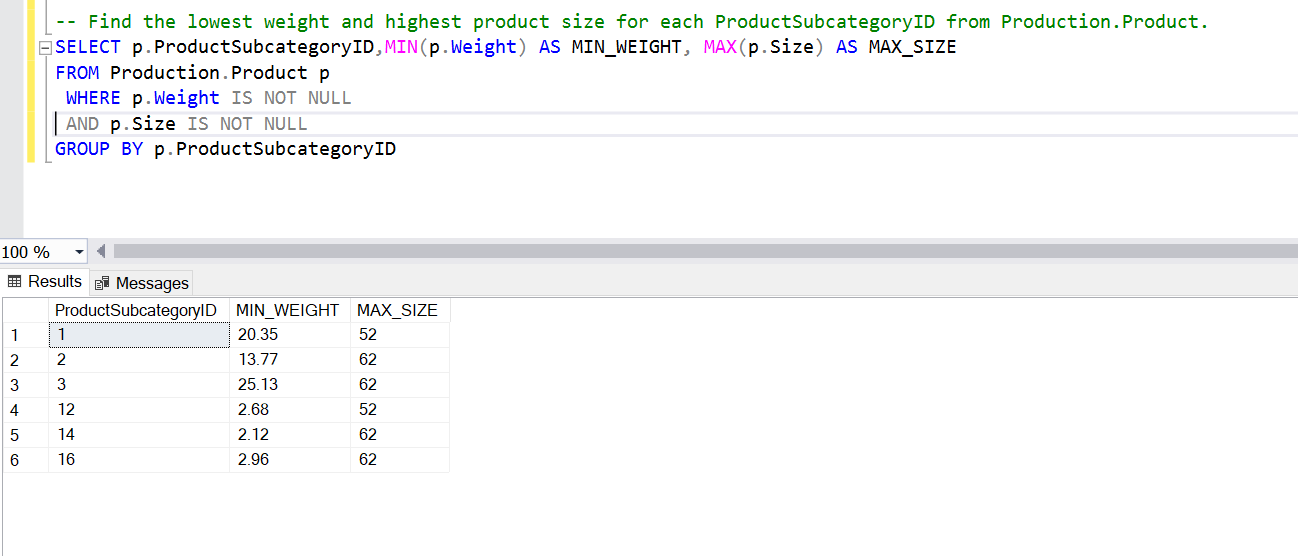 -- Find the lowest weight and highest product size for each ProductSubcategoryID from Production.Product.
SELECT p.ProductSubcategoryID,MIN(p.Weight) AS MIN_WEIGHT, MAX(p.Size) AS MAX_SIZE
FROM Production.Product p
WHERE p.Weight IS NOT NULL
AND p.Size IS NOT NULL
GROUP BY p.ProductSubcategoryID
100 %
Results Messages
ProductSubcategoryID MIN_WEIGHT MAX_SIZE
1 1 20.35 52
2 2 13.77 62
3 3 25.13 62
4 12 2.68 52
5 14 2.12 62
6 16 2.96 62